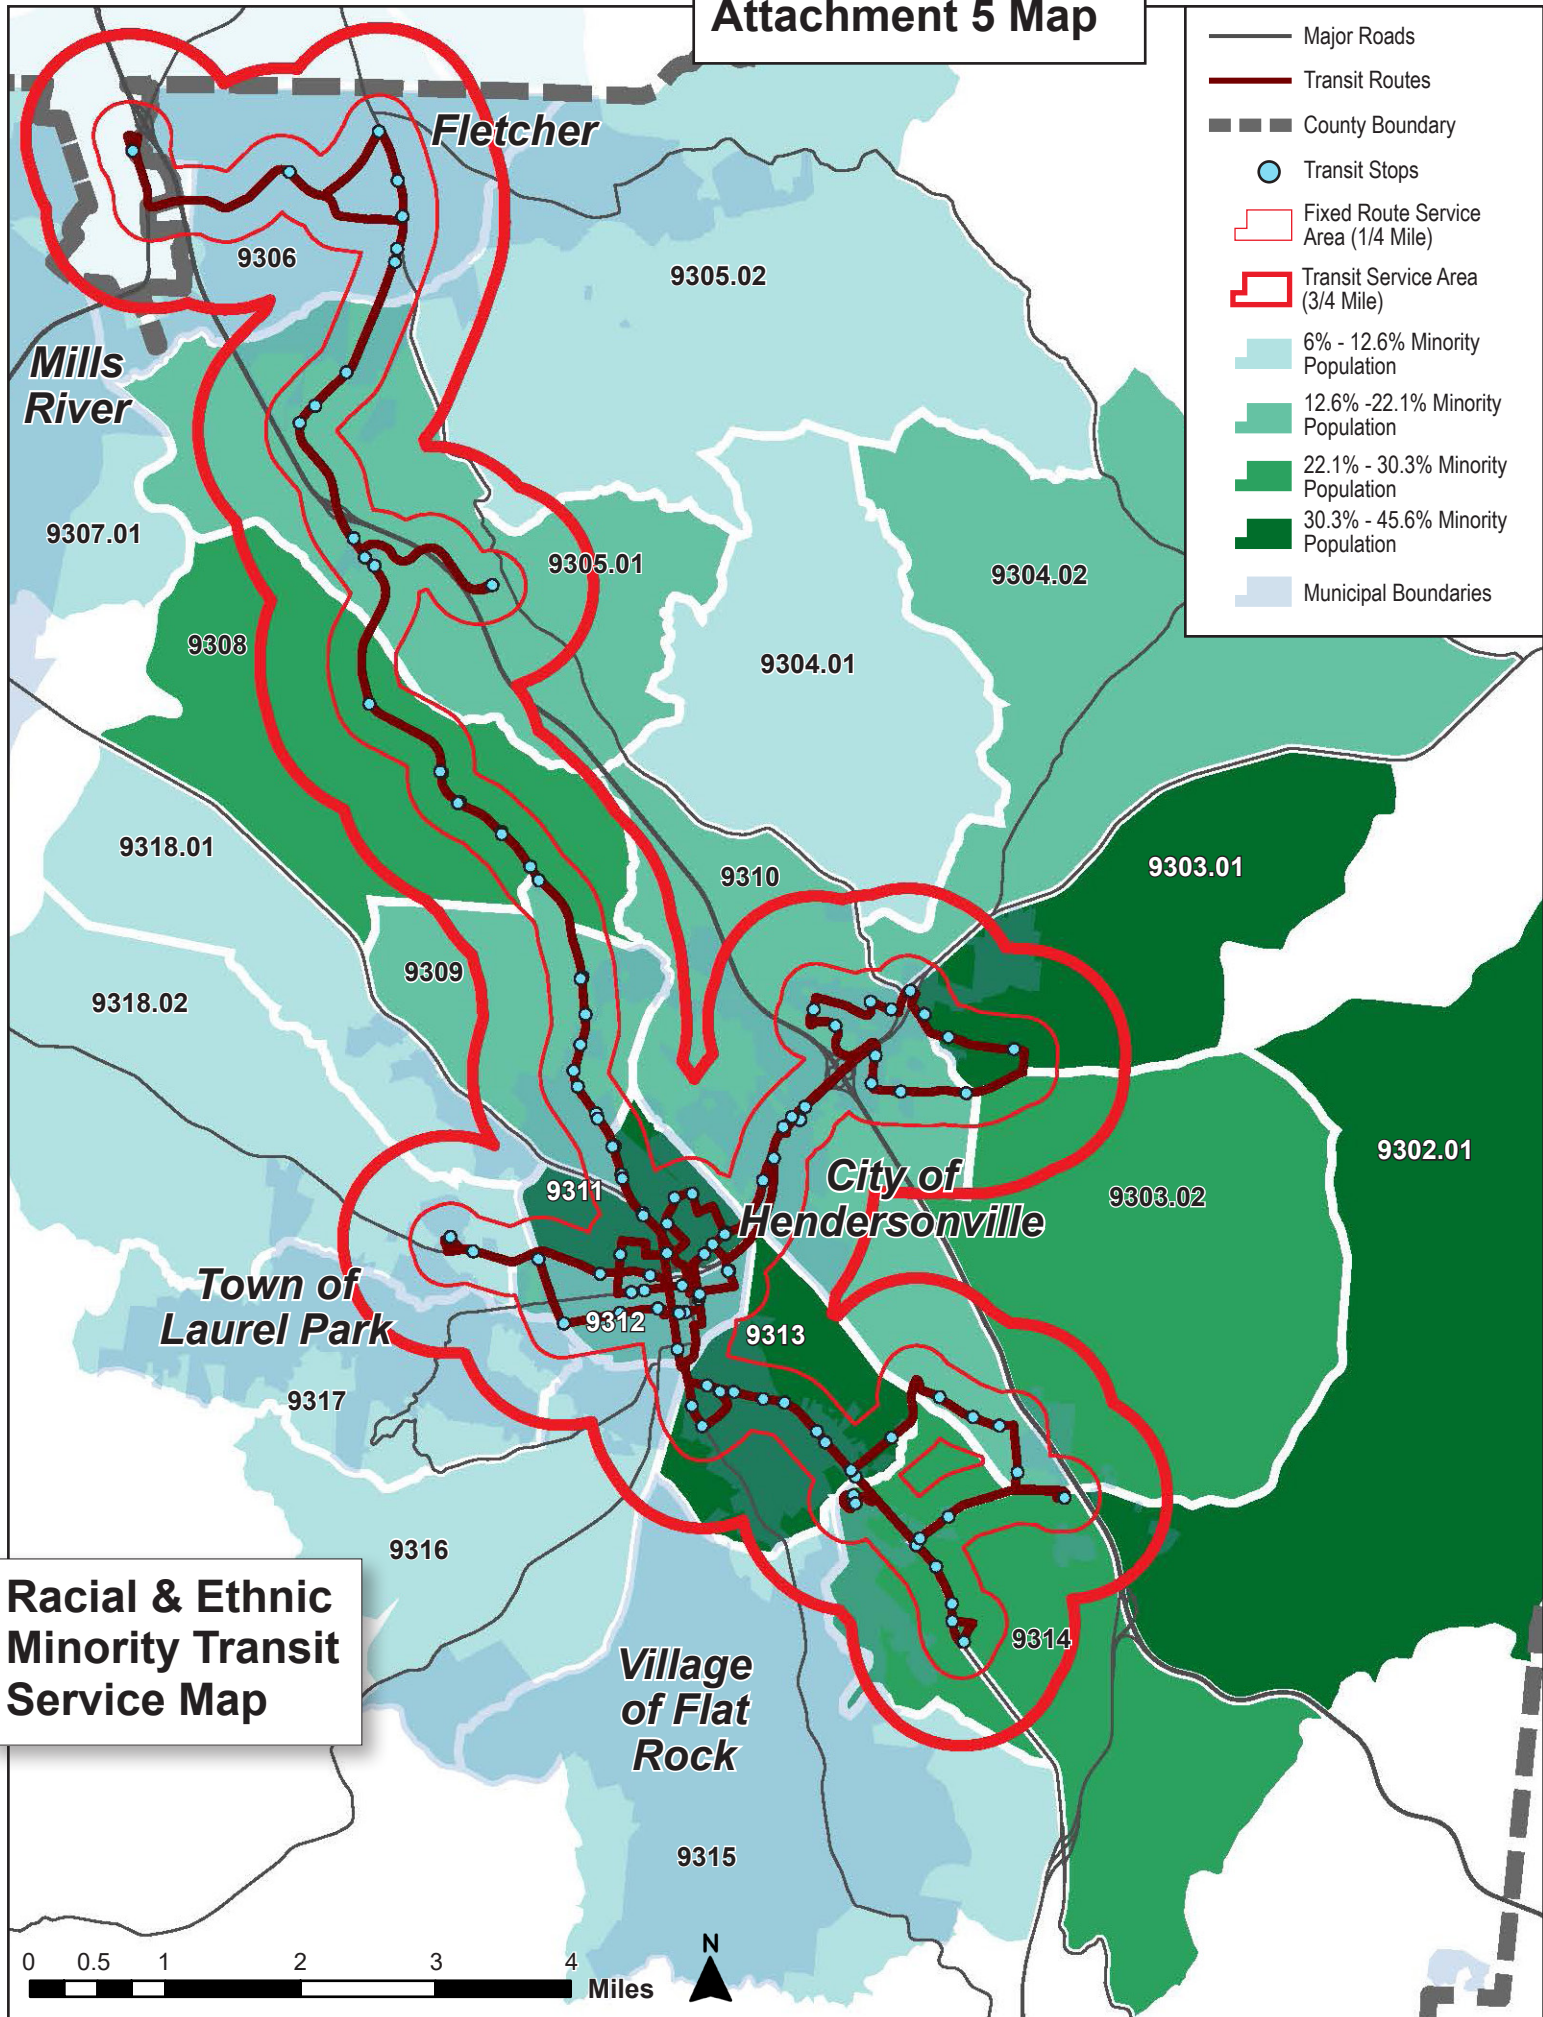 Attachment 5 Map
Major Roads
Transit Routes
County Boundary
Transit Stops
Fixed Route Service
Area (1/4 Mile)
Transit Service Area
(3/4 Mile)
6% - 12.6% Minority
Population
12.6% -22.1% Minority
Population
22.1% - 30.3% Minority
Population
30.3% - 45.6% Minority
Population
Municipal Boundaries
Fletcher
9306
9305.02
Mills
River
9307.01
9305.01
9304.02
9308
9304.01
9318.01
9310
9303.01
9309
9318.02
9302.01
City of
Hendersonville
9311
9303.02
Town of
Laurel Park
9312
9313
9317
9316
Racial & Ethnic
Minority Transit
Service Map
9314
Village
of Flat
Rock
9315
N
0 0.5 1 2 3 4
Miles